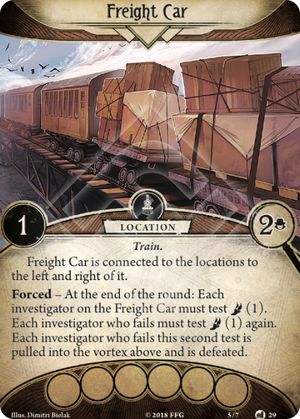 Freight Car
1
LOCATION
2
Train.
Freight Car is connected to the locations to
the left and right of it.
Forced – At the end of the round: Each
investigator on the Freight Car must test (1).
Each investigator who fails must test (1) again.
Each investigator who fails this second test is
pulled into the vortex above and is defeated.
Illus. Dimitri Bielak
© 2018 FFG
5/7
29